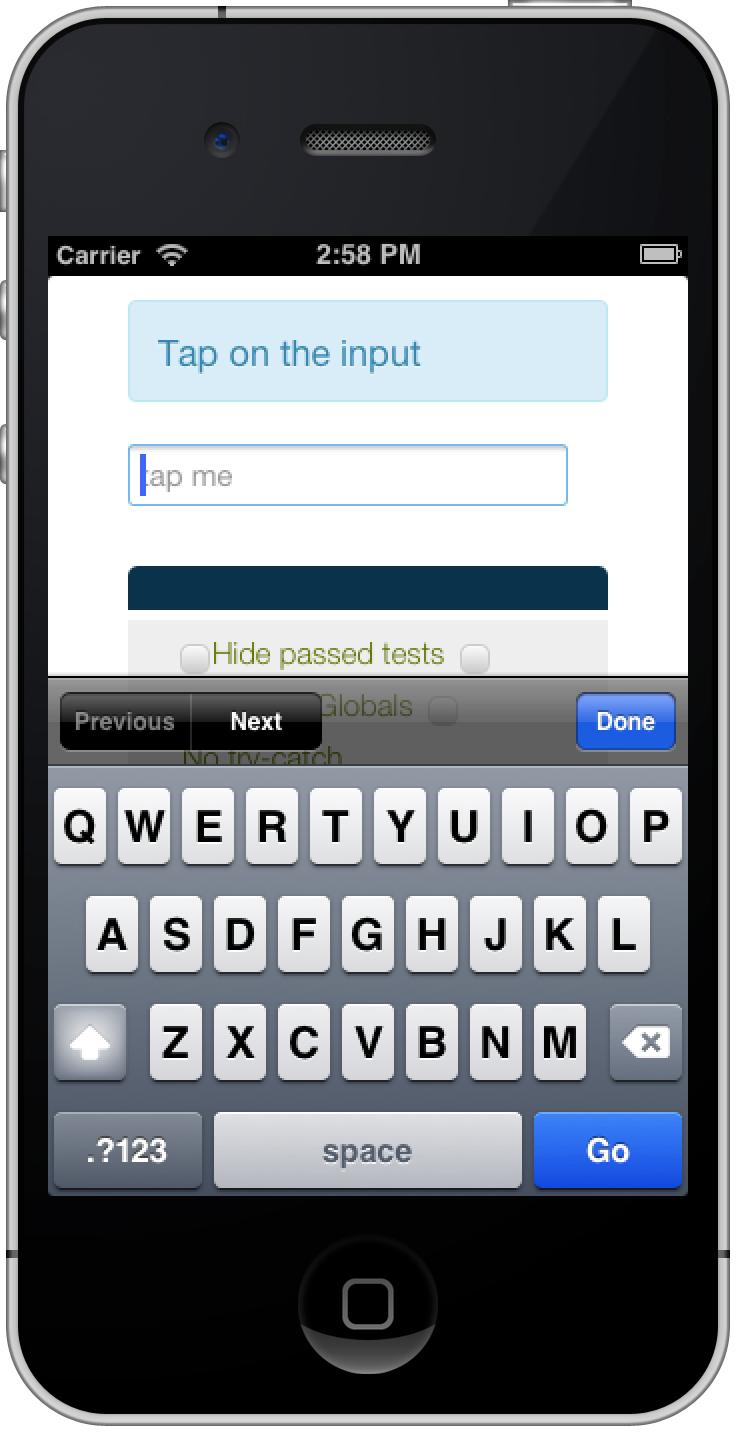 Carrier 2:58 PM
Tap on the input
tap me
Hide passed tests
Globals
No try-catch
Previous Next Done
Q W E R T Y U I O P
A S D F G H J K L
Z X C V B N M
.?123 space Go